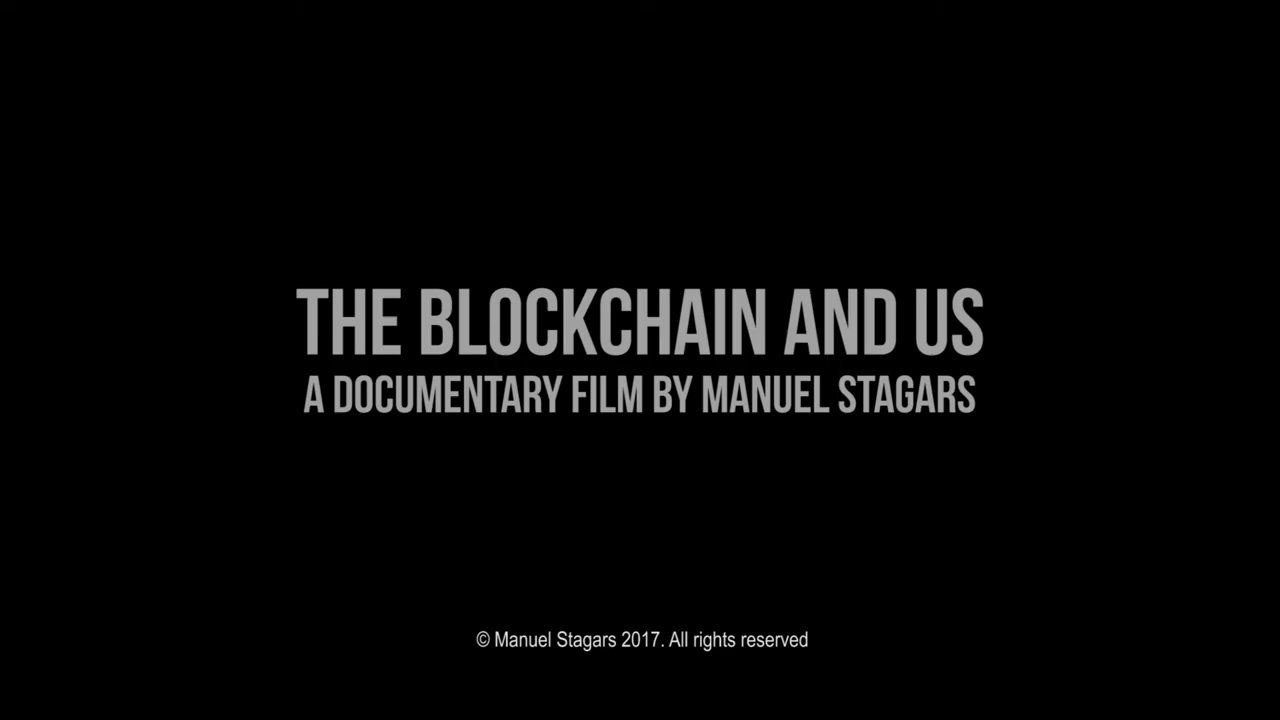 THE BLOCKCHAIN AND US
A DOCUMENTARY FILM BY MANUEL STAGARS
© Manuel Stagars 2017. All rights reserved